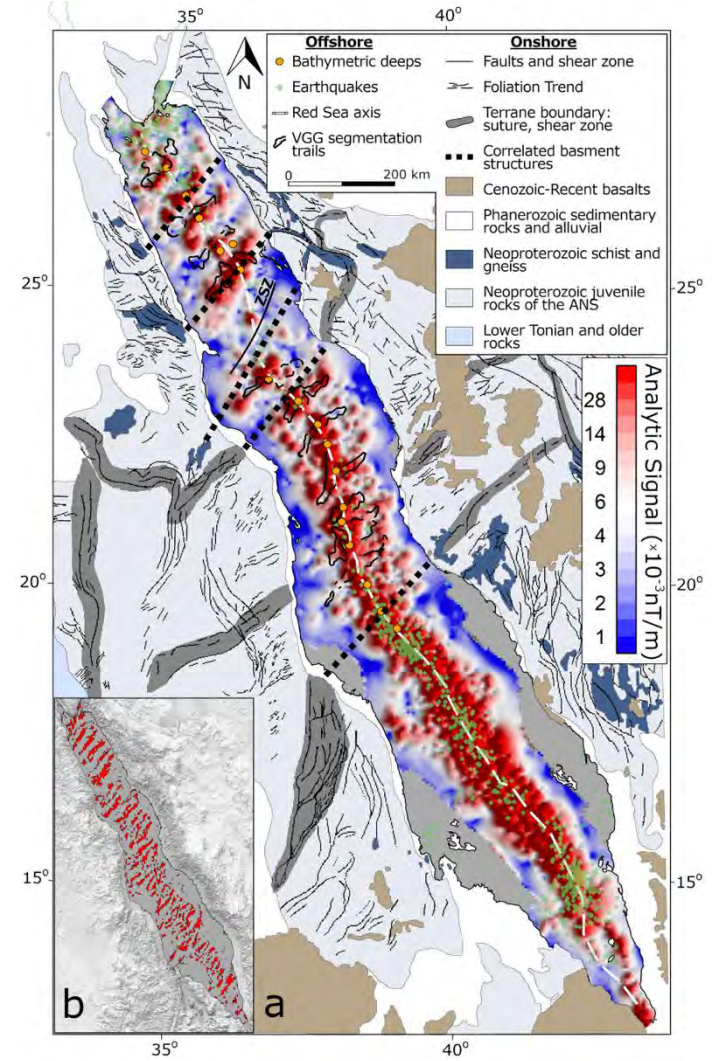 35°
40°
N
Offshore
Bathymetric deeps
Earthquakes
Red Sea axis
VGG segmentation
trails
0
200 km
Onshore
Faults and shear zone
Foliation Trend
Terrane boundary:
suture, shear zone
Correlated basment
structures
Cenozoic-Recent basalts
Phanerozoic sedimentary
rocks and alluvial
Neoproterozoic schist and
gneiss
Neoproterozoic juvenile
rocks of the ANS
Lower Tonian and older
rocks
25°
25°
ZSZ
28
14
9
6
4
3
2
1
Analytic Signal (×10⁻³nT/m)
20°
20°
15°
15°
b
a
35°
40°